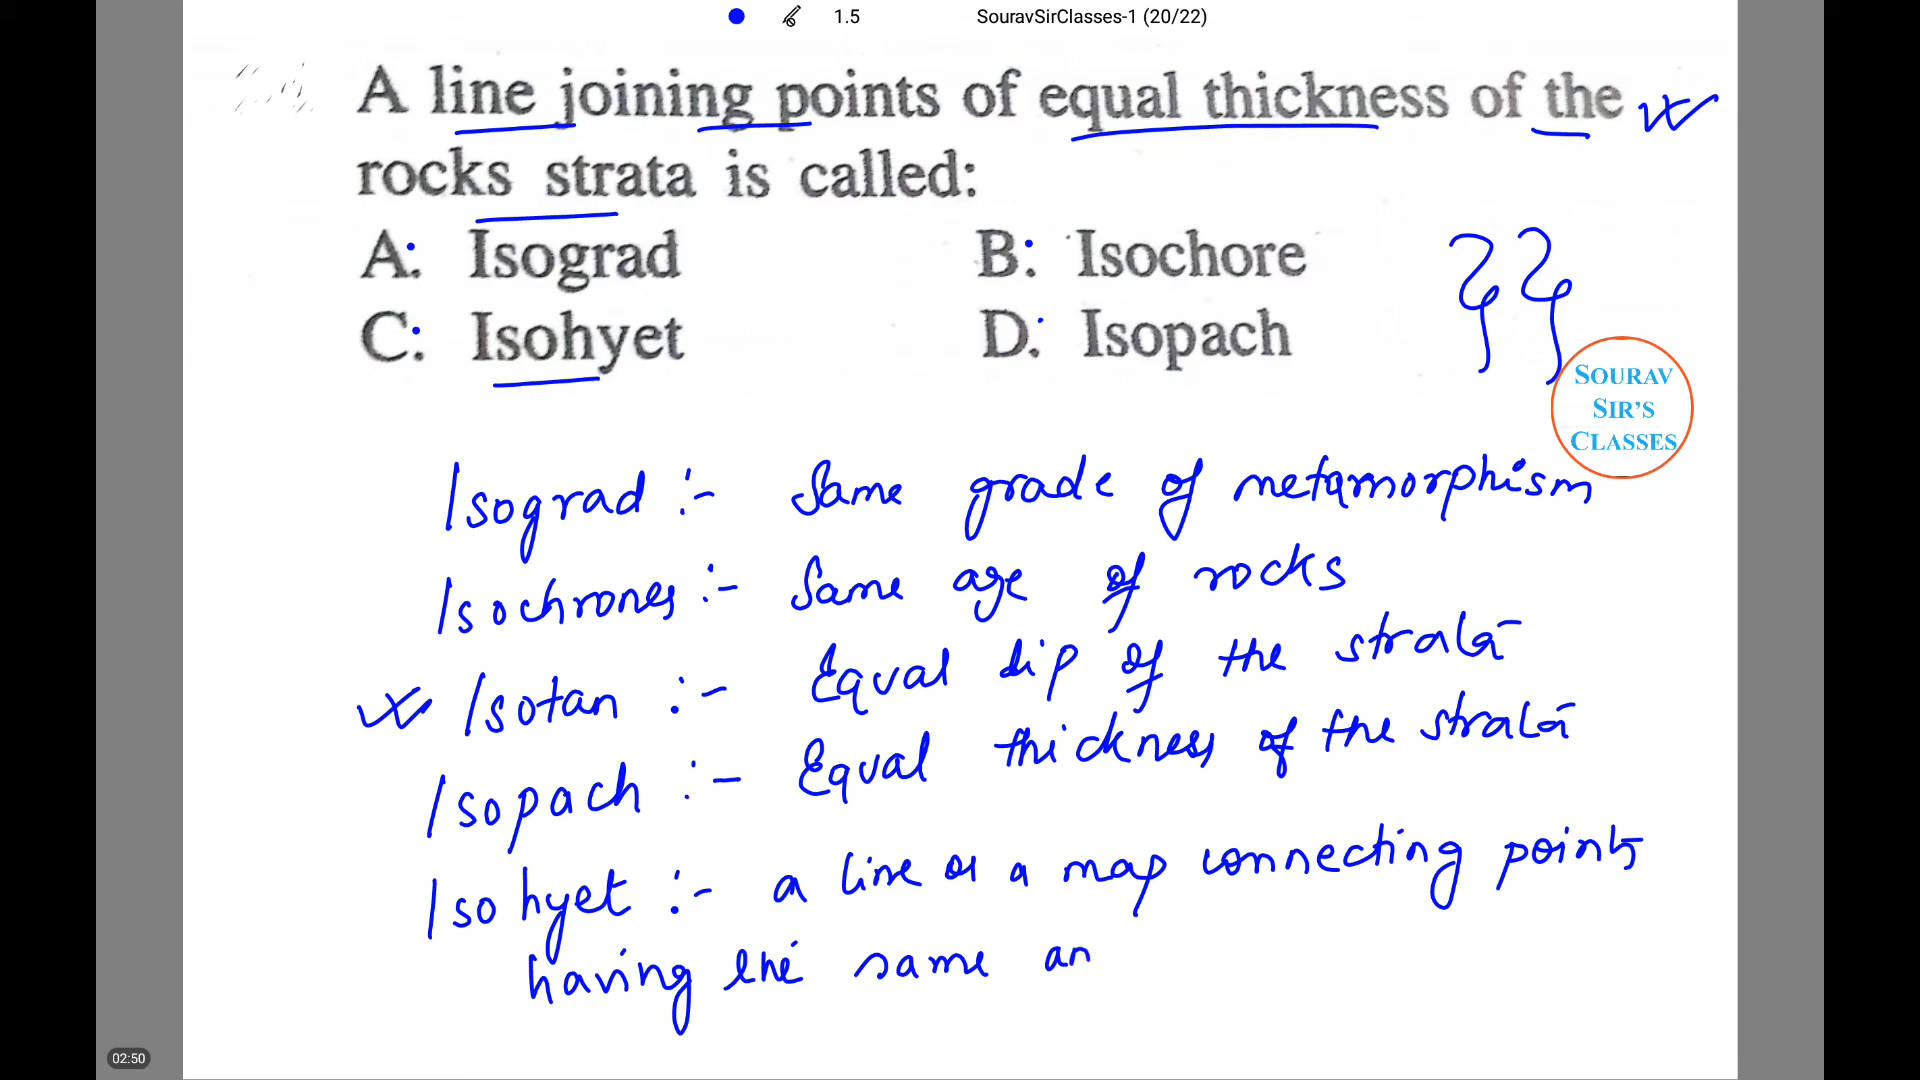 1.5 SouravSirClasses-1 (20/22)
A line joining points of equal thickness of the
rocks strata is called:
A: Isograd B: Isochore
C: Isohyet D: Isopach
SOURAV
SIR'S
CLASSES
Isograd :- Same grade of metamorphism
Isochrones :- Same age of rocks
Isotan :- Equal dip of the strata
Isopach :- Equal thickness of the strata
Isohyet :- a line or a map connecting points
having the same an
02:50